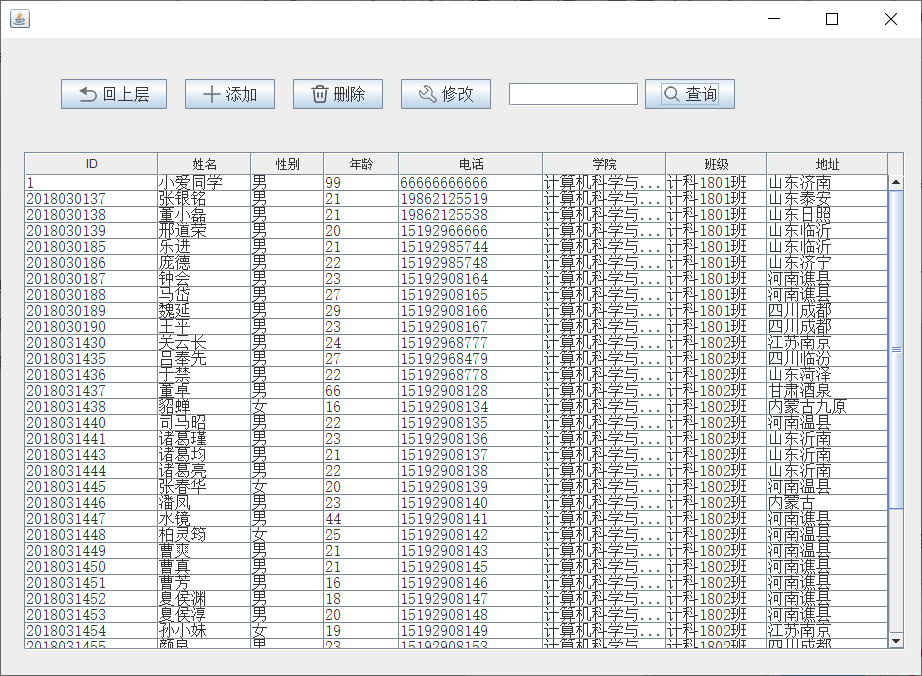 回上层 添加 删除 修改 查询
ID 姓名 性别 年龄 电话 学院 班级 地址
1 小爱同学 男 99 66666666666 计算机科学与... 计科1801班 山东济南
2018030137 张银铭 男 21 19862125519 计算机科学与... 计科1801班 山东泰安
2018030138 董小磊 男 21 19862125538 计算机科学与... 计科1801班 山东日照
2018030139 邢道荣 男 20 15192966666 计算机科学与... 计科1801班 山东临沂
2018030185 乐进 男 21 15192985744 计算机科学与... 计科1801班 山东临沂
2018030186 庞德 男 22 15192985748 计算机科学与... 计科1801班 山东济宁
2018030187 钟会 男 23 15192908164 计算机科学与... 计科1801班 河南谯县
2018030188 马岱 男 27 15192908165 计算机科学与... 计科1801班 河南谯县
2018030189 魏延 男 29 15192908166 计算机科学与... 计科1801班 四川成都
2018030190 王平 男 23 15192908167 计算机科学与... 计科1801班 四川成都
2018031430 关云长 男 24 15192968777 计算机科学与... 计科1802班 江苏南京
2018031435 吕奉先 男 27 15192968479 计算机科学与... 计科1802班 四川临汾
2018031436 于禁 男 22 15192968778 计算机科学与... 计科1802班 山东菏泽
2018031437 董卓 男 66 15192908128 计算机科学与... 计科1802班 甘肃酒泉
2018031438 貂蝉 女 16 15192908134 计算机科学与... 计科1802班 内蒙古九原
2018031440 司马昭 男 22 15192908135 计算机科学与... 计科1802班 河南温县
2018031441 诸葛瑾 男 23 15192908136 计算机科学与... 计科1802班 山东沂南
2018031443 诸葛均 男 21 15192908137 计算机科学与... 计科1802班 山东沂南
2018031444 诸葛亮 男 22 15192908138 计算机科学与... 计科1802班 山东沂南
2018031445 张春华 女 20 15192908139 计算机科学与... 计科1802班 河南温县
2018031446 潘凤 男 23 15192908140 计算机科学与... 计科1802班 内蒙古
2018031447 水镜 男 44 15192908141 计算机科学与... 计科1802班 河南谯县
2018031448 柏灵筠 女 25 15192908142 计算机科学与... 计科1802班 河南温县
2018031449 曹爽 男 21 15192908143 计算机科学与... 计科1802班 河南温县
2018031450 曹真 男 21 15192908145 计算机科学与... 计科1802班 河南谯县
2018031451 曹芳 男 16 15192908146 计算机科学与... 计科1802班 河南谯县
2018031452 夏侯渊 男 18 15192908147 计算机科学与... 计科1802班 河南谯县
2018031453 夏侯淳 男 20 15192908148 计算机科学与... 计科1802班 河南谯县
2018031454 孙小妹 女 19 15192908149 计算机科学与... 计科1802班 江苏南京
2018031455 颜良 男 23 15192908153 计算机科学与... 计科1802班 四川成都